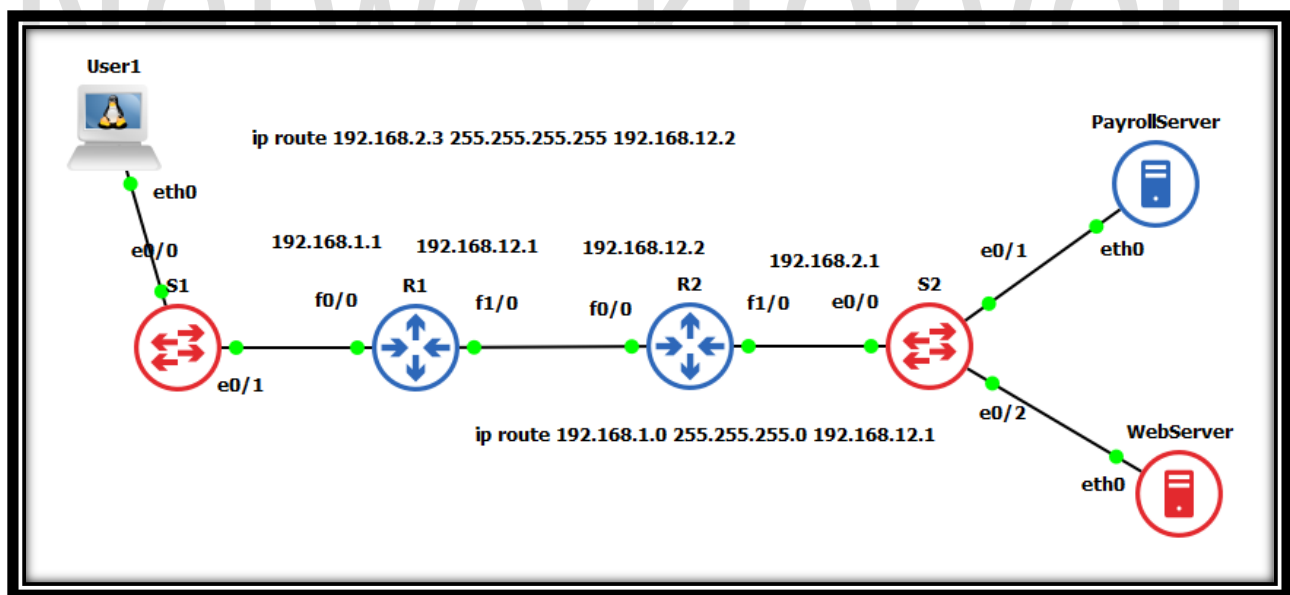 Networkforyou
User1
ip route 192.168.2.3 255.255.255.255 192.168.12.2
PayrollServer
eth0
192.168.1.1 192.168.12.1 192.168.12.2
e0/0
192.168.2.1
e0/1
eth0
S1
R1
R2
S2
f0/0
f1/0
f0/0
f1/0
e0/0
e0/1
e0/2
ip route 192.168.1.0 255.255.255.0 192.168.12.1
WebServer
eth0